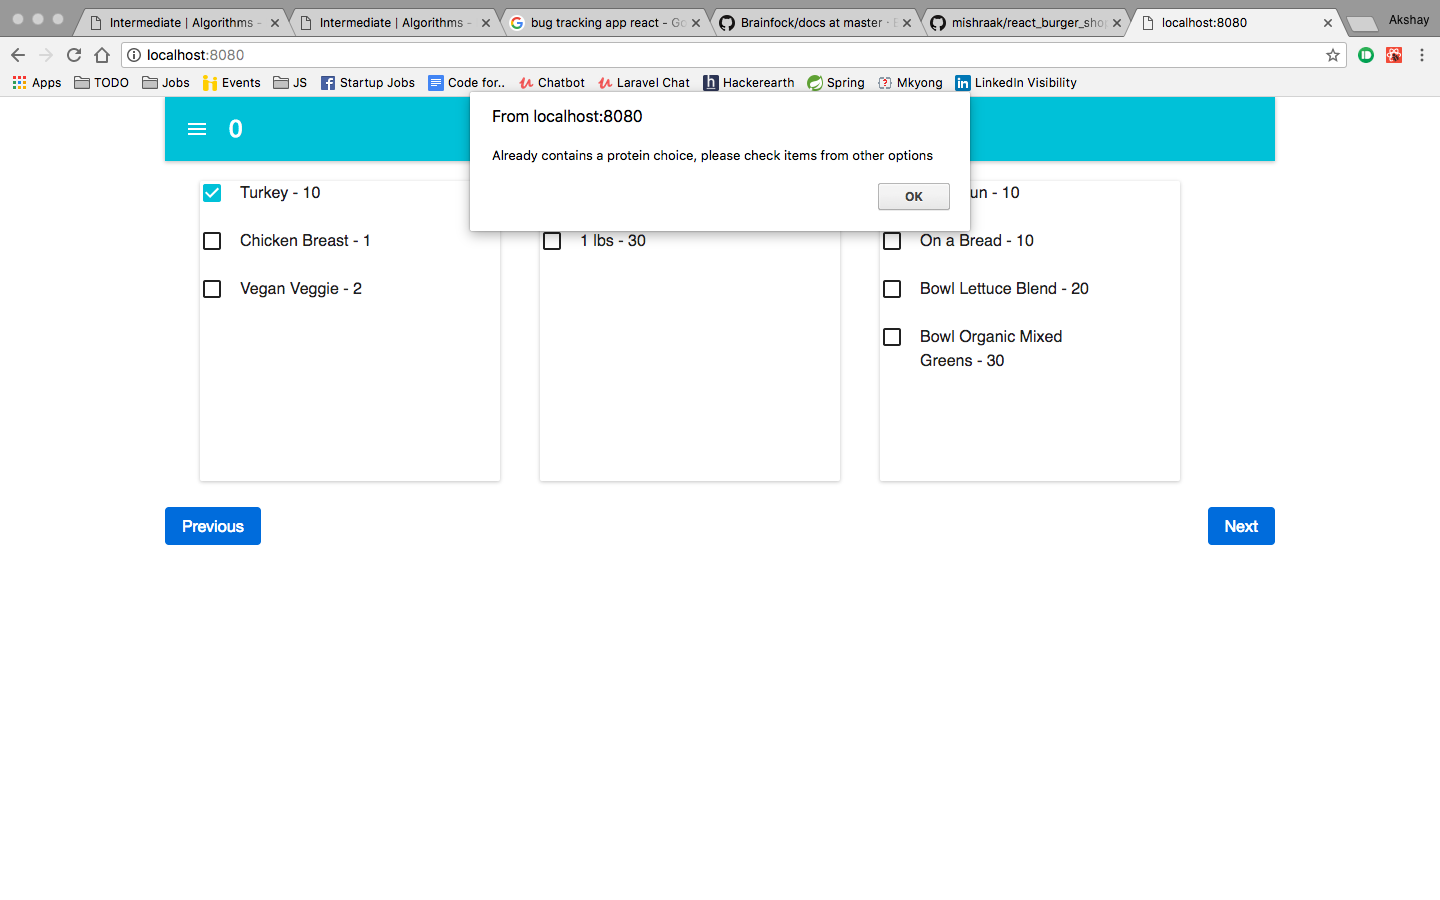 Intermediate | Algorithms -
Intermediate | Algorithms -
bug tracking app react - Go
Brainfock/docs at master ·
mishraak/react_burger_sho
localhost:8080
Akshay
localhost:8080
Apps
TODO
Jobs
Events
JS
Startup Jobs
Code for..
Chatbot
Laravel Chat
Hackerearth
Spring
Mkyong
LinkedIn Visibility
0
From localhost:8080
Already contains a protein choice, please check items from other options
OK
Turkey - 10
Chicken Breast - 1
Vegan Veggie - 2
1 lbs - 30
un - 10
On a Bread - 10
Bowl Lettuce Blend - 20
Bowl Organic Mixed
Greens - 30
Previous
Next